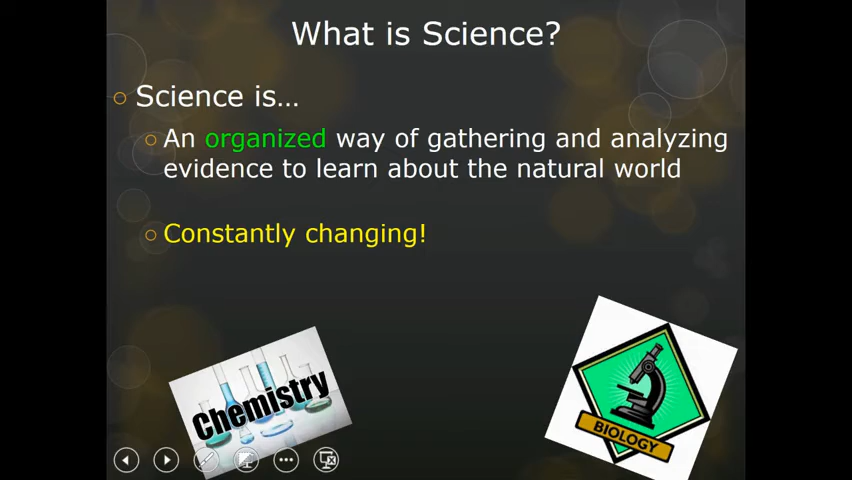 What is Science?
Science is…
An organized way of gathering and analyzing
evidence to learn about the natural world
Constantly changing!
Chemistry
BIOLOGY